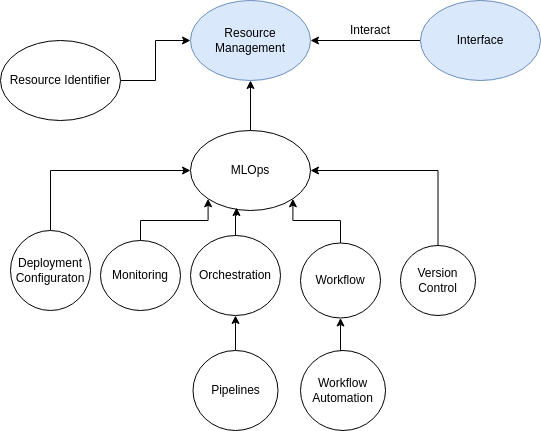 Resource
Management
Interact
Interface
Resource Identifier
MLOps
Deployment
Configuraton
Monitoring
Orchestration
Workflow
Version
Control
Pipelines
Workflow
Automation